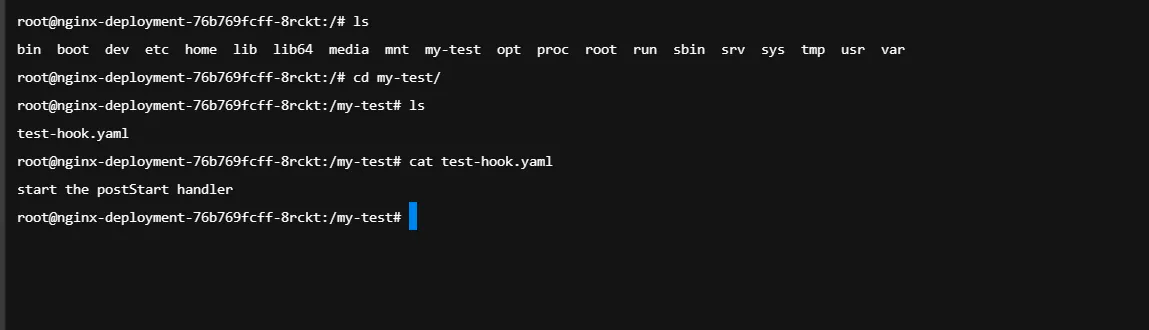 root@nginx-deployment-76b769fcff-8rckt:/# ls
bin  boot  dev  etc  home  lib  lib64  media  mnt  my-test  opt  proc  root  run  sbin  srv  sys  tmp  usr  var
root@nginx-deployment-76b769fcff-8rckt:/# cd my-test/
root@nginx-deployment-76b769fcff-8rckt:/my-test# ls
test-hook.yaml
root@nginx-deployment-76b769fcff-8rckt:/my-test# cat test-hook.yaml
start the postStart handler
root@nginx-deployment-76b769fcff-8rckt:/my-test#